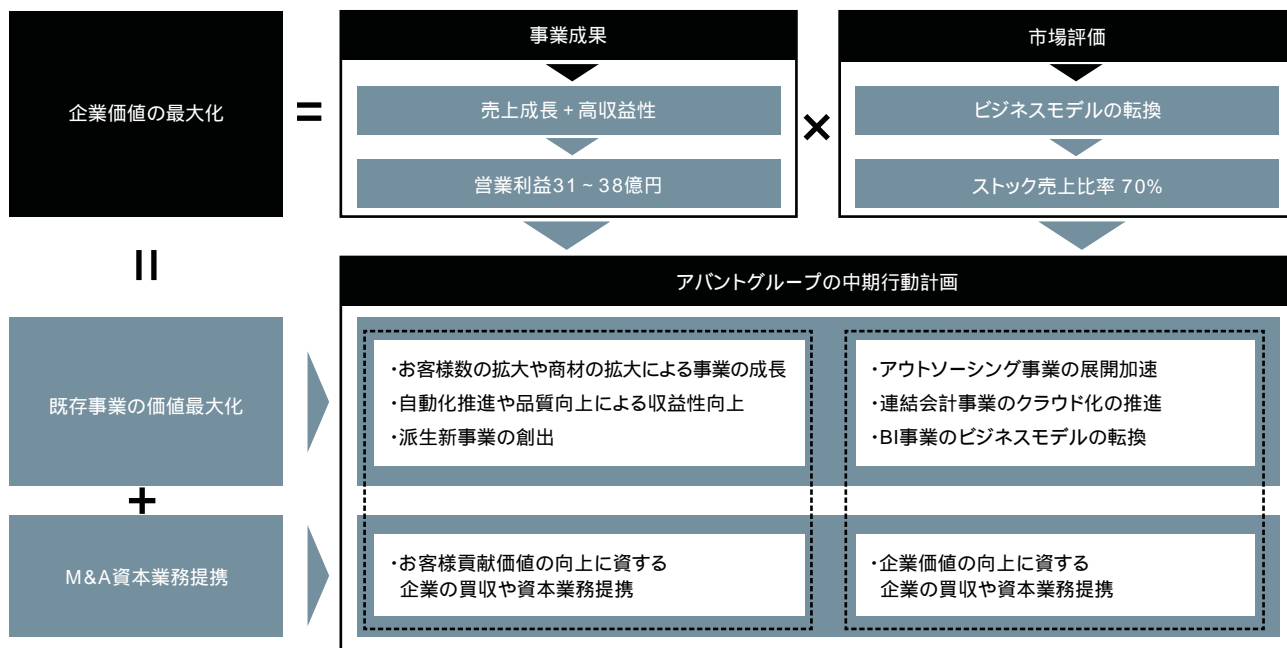 企業価値の最大化
=
事業成果
売上成長 + 高収益性
営業利益31 ~ 38億円
×
市場評価
ビジネスモデルの転換
ストック売上比率 70%
=
アバントグループの中期行動計画
既存事業の価値最大化
・お客様数の拡大や商材の拡大による事業の成長
・自動化推進や品質向上による収益性向上
・派生新事業の創出
・アウトソーシング事業の展開加速
・連結会計事業のクラウド化の推進
・BI事業のビジネスモデルの転換
+
M&A資本業務提携
・お客様貢献価値の向上に資する
企業の買収や資本業務提携
・企業価値の向上に資する
企業の買収や資本業務提携